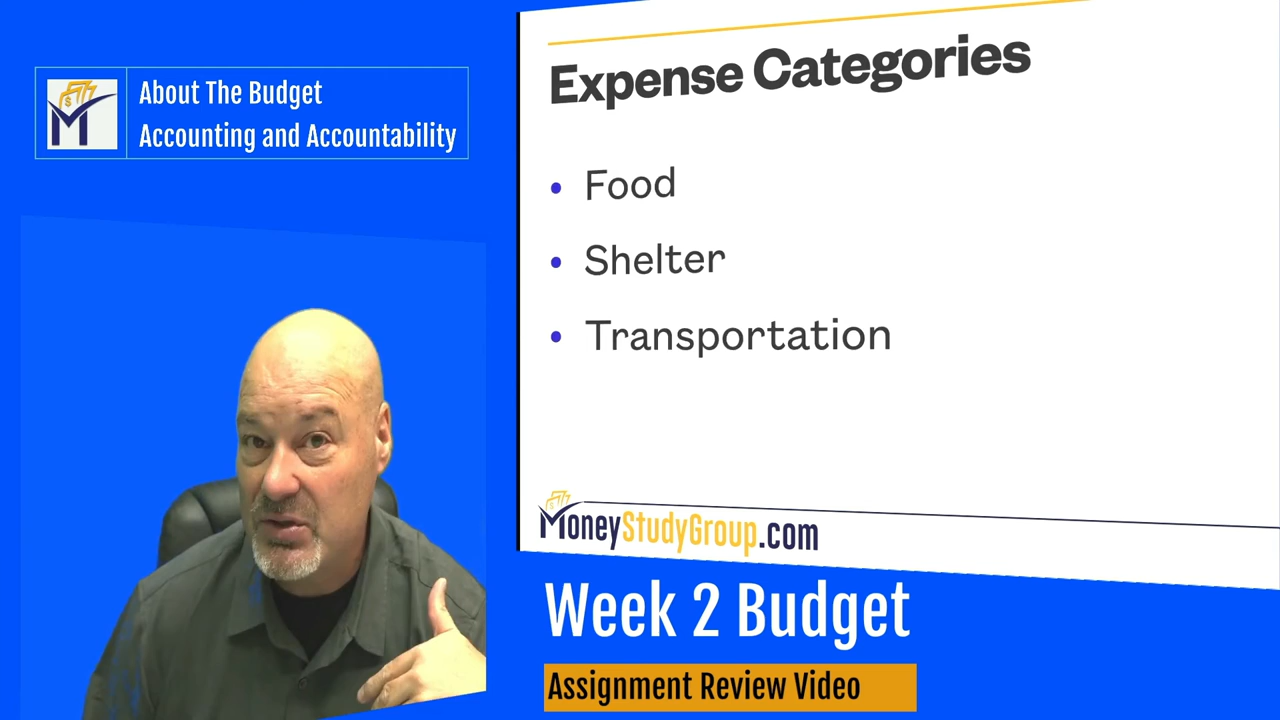 About The Budget
Accounting and Accountability
Expense Categories
• Food
• Shelter
• Transportation
MoneyStudyGroup.com
Week 2 Budget
Assignment Review Video